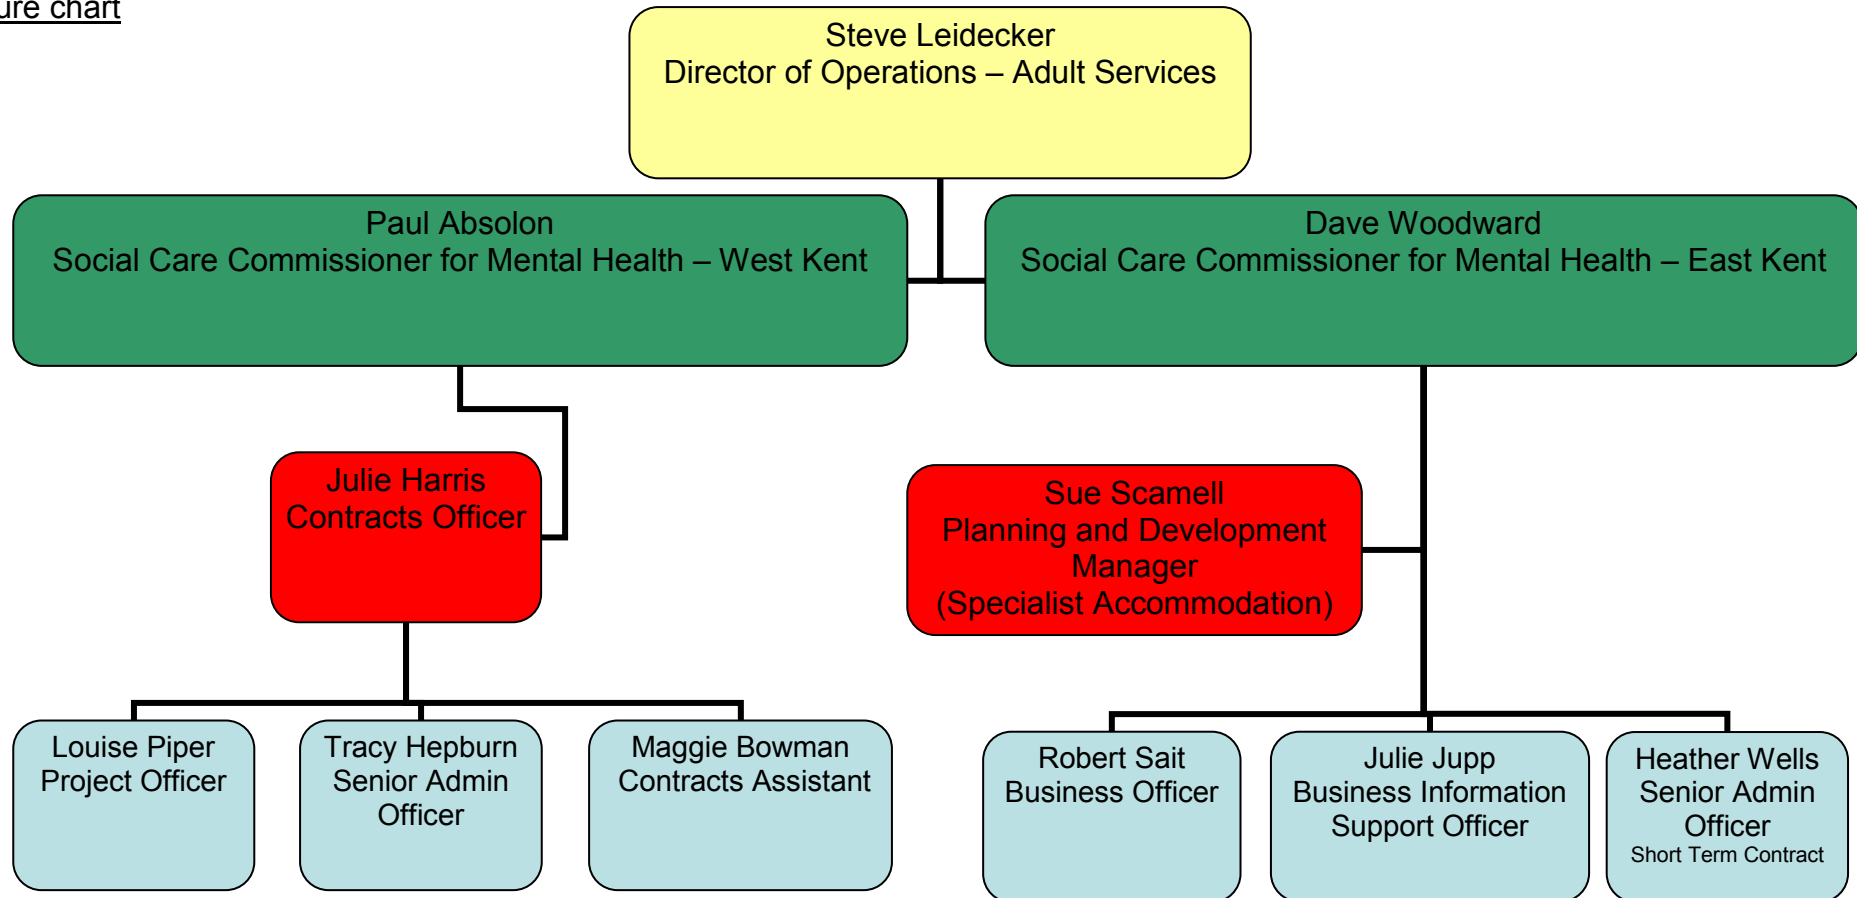 ure chart
Steve Leidecker
Director of Operations – Adult Services
Paul Absolon
Social Care Commissioner for Mental Health – West Kent
Dave Woodward
Social Care Commissioner for Mental Health – East Kent
Julie Harris
Contracts Officer
Sue Scamell
Planning and Development
Manager
(Specialist Accommodation)
Louise Piper
Project Officer
Tracy Hepburn
Senior Admin
Officer
Maggie Bowman
Contracts Assistant
Robert Sait
Business Officer
Julie Jupp
Business Information
Support Officer
Heather Wells
Senior Admin
Officer
Short Term Contract